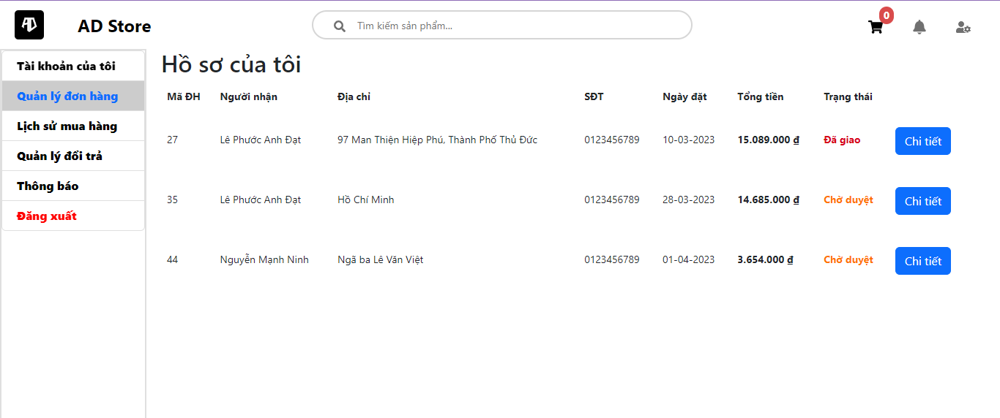 AD
AD Store
Tìm kiếm sản phẩm...
0
Tài khoản của tôi
Quản lý đơn hàng
Lịch sử mua hàng
Quản lý đổi trả
Thông báo
Đăng xuất
Hồ sơ của tôi
Mã ĐH Người nhận Địa chỉ SĐT Ngày đặt Tổng tiền Trạng thái
27 Lê Phước Anh Đạt 97 Man Thiện Hiệp Phú, Thành Phố Thủ Đức 0123456789 10-03-2023 15.089.000 ₫ Đã giao Chi tiết
35 Lê Phước Anh Đạt Hồ Chí Minh 0123456789 28-03-2023 14.685.000 ₫ Chờ duyệt Chi tiết
44 Nguyễn Mạnh Ninh Ngã ba Lê Văn Việt 0123456789 01-04-2023 3.654.000 ₫ Chờ duyệt Chi tiết